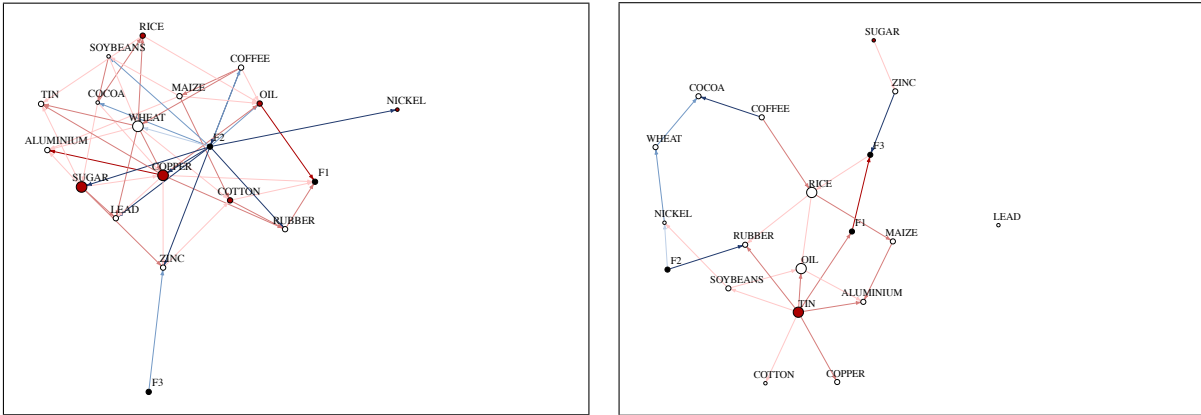 RICE
SOYBEANS
COFFEE
TIN
COCOA
MAIZE
OIL
NICKEL
WHEAT
ALUMINIUM
F2
SUGAR
COPPER
F1
COTTON
LEAD
RUBBER
ZINC
F3
SUGAR
COCOA
ZINC
COFFEE
WHEAT
F3
RICE
NICKEL
LEAD
F1
RUBBER
MAIZE
F2
OIL
SOYBEANS
ALUMINIUM
TIN
COTTON
COPPER